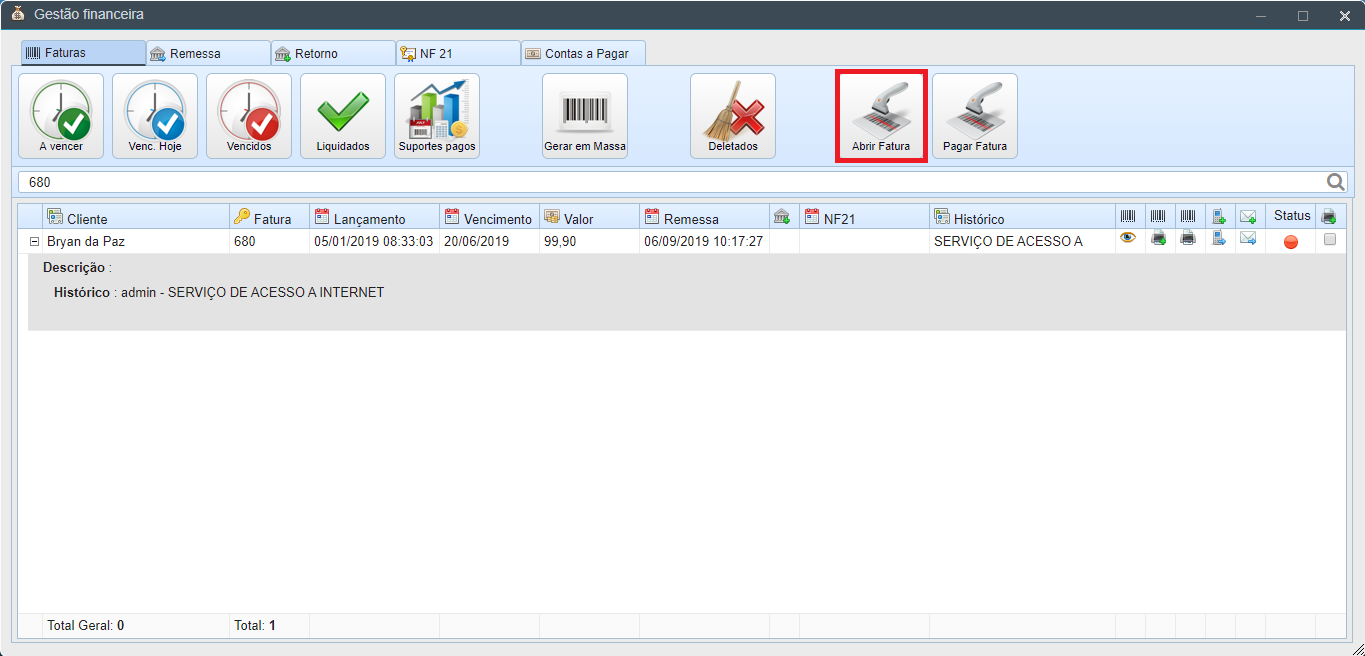 Gestão financeira
Faturas Remessa Retorno NF 21 Contas a Pagar
A vencer Venc. Hoje Vencidos Liquidados Suportes pagos Gerar em Massa Deletados Abrir Fatura Pagar Fatura
680
Cliente Fatura Lançamento Vencimento Valor Remessa NF21 Histórico Status
Bryan da Paz 680 05/01/2019 08:33:03 20/06/2019 99,90 06/09/2019 10:17:27 SERVIÇO DE ACESSO A
Descrição :
Histórico : admin - SERVIÇO DE ACESSO A INTERNET
Total Geral: 0 Total: 1